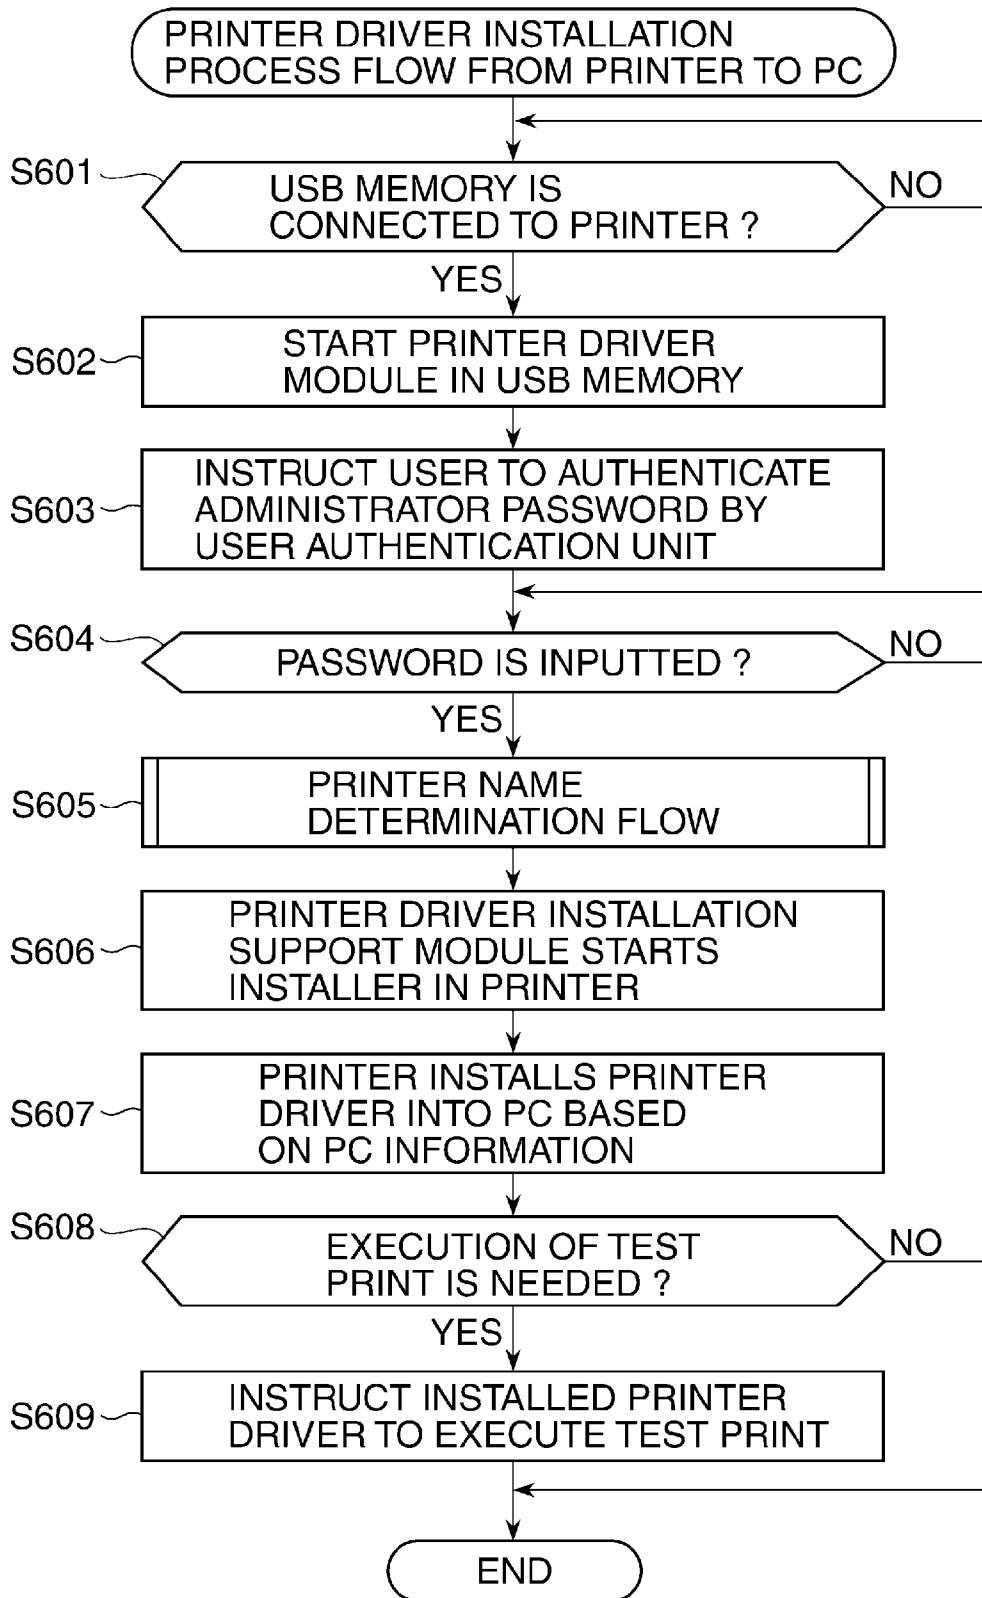 PRINTER DRIVER INSTALLATION
PROCESS FLOW FROM PRINTER TO PC
S601
USB MEMORY IS
CONNECTED TO PRINTER ?
NO
YES
S602
START PRINTER DRIVER
MODULE IN USB MEMORY
S603
INSTRUCT USER TO AUTHENTICATE
ADMINISTRATOR PASSWORD BY
USER AUTHENTICATION UNIT
S604
PASSWORD IS INPUTTED ?
NO
YES
S605
PRINTER NAME
DETERMINATION FLOW
S606
PRINTER DRIVER INSTALLATION
SUPPORT MODULE STARTS
INSTALLER IN PRINTER
S607
PRINTER INSTALLS PRINTER
DRIVER INTO PC BASED
ON PC INFORMATION
S608
EXECUTION OF TEST
PRINT IS NEEDED ?
NO
YES
S609
INSTRUCT INSTALLED PRINTER
DRIVER TO EXECUTE TEST PRINT
END